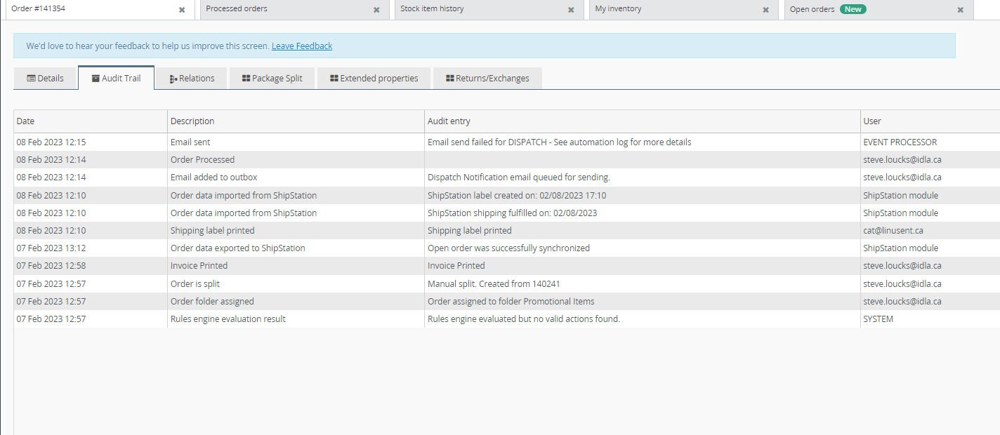 Order #141354 Processed orders Stock item history My inventory Open orders New
We'd love to hear your feedback to help us improve this screen. Leave Feedback
Details Audit Trail Relations Package Split Extended properties Returns/Exchanges
Date Description Audit entry User
08 Feb 2023 12:15 Email sent Email send failed for DISPATCH - See automation log for more details EVENT PROCESSOR
08 Feb 2023 12:14 Order Processed steve.loucks@idla.ca
08 Feb 2023 12:14 Email added to outbox Dispatch Notification email queued for sending. steve.loucks@idla.ca
08 Feb 2023 12:10 Order data imported from ShipStation ShipStation label created on: 02/08/2023 17:10 ShipStation module
08 Feb 2023 12:10 Order data imported from ShipStation ShipStation shipping fulfilled on: 02/08/2023 ShipStation module
08 Feb 2023 12:10 Shipping label printed Shipping label printed cat@linusent.ca
07 Feb 2023 13:12 Order data exported to ShipStation Open order was successfully synchronized ShipStation module
07 Feb 2023 12:58 Invoice Printed Invoice Printed steve.loucks@idla.ca
07 Feb 2023 12:57 Order is split Manual split. Created from 140241 steve.loucks@idla.ca
07 Feb 2023 12:57 Order folder assigned Order assigned to folder Promotional Items steve.loucks@idla.ca
07 Feb 2023 12:57 Rules engine evaluation result Rules engine evaluated but no valid actions found. SYSTEM